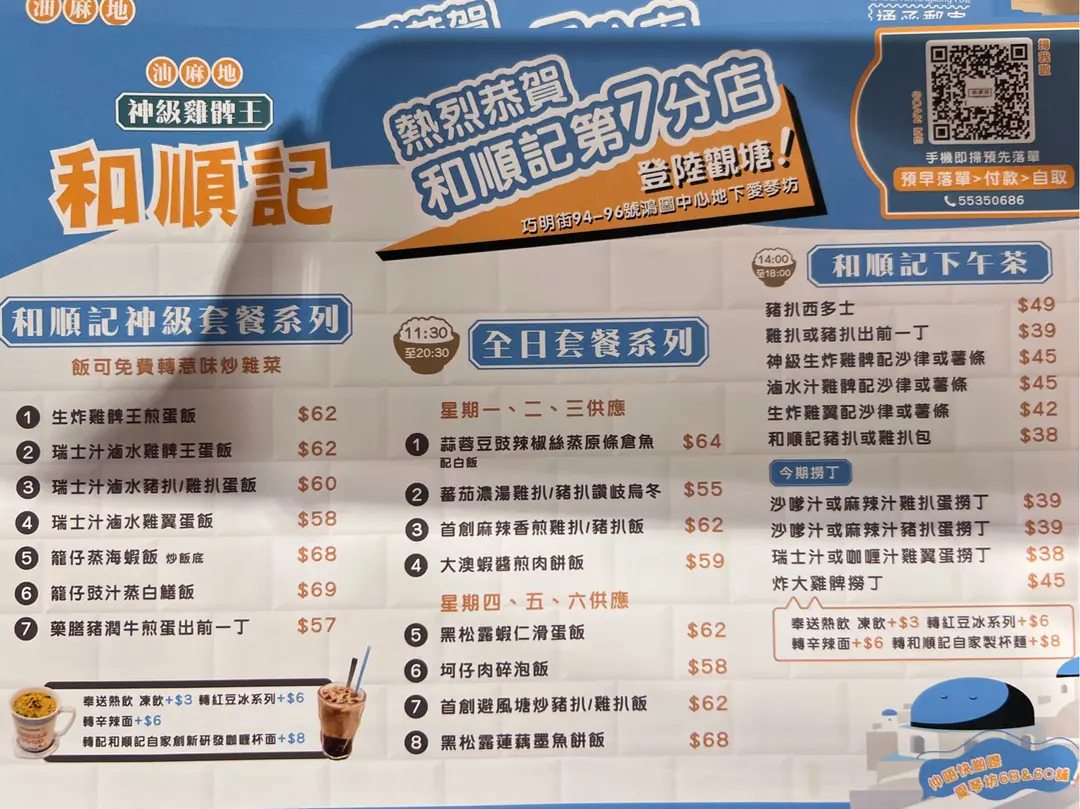 油麻地
油麻地
神級雞髀王
和順記
熱烈恭賀
和順記第7分店
登陸觀塘!
巧明街94-96號鴻圖中心地下愛琴坊
掃我啦
SCAN ME
手機即掃預先落單
預早落單>付款>自取
55350686
和順記神級套餐系列
飯可免費轉惹味炒雜菜
1 生炸雞髀王煎蛋飯 $62
2 瑞士汁滷水雞髀王蛋飯 $62
3 瑞士汁滷水豬扒/雞扒蛋飯 $60
4 瑞士汁滷水雞翼蛋飯 $58
5 籠仔蒸海蝦飯 炒飯底 $68
6 籠仔豉汁蒸白鱔飯 $69
7 藥膳豬潤牛煎蛋出前一丁 $57
奉送熱飲 凍飲+$3 轉紅豆冰系列+$6
轉辛辣面+$6
轉配和順記自家創新研發咖喱杯面+$8
11:30
至20:30
全日套餐系列
星期一、二、三供應
1 蒜蓉豆豉辣椒絲蒸原條倉魚 $64
配白飯
2 蕃茄濃湯雞扒/豬扒讚岐烏冬 $55
3 首創麻辣香煎雞扒/豬扒飯 $62
4 大澳蝦醬煎肉餅飯 $59
星期四、五、六供應
5 黑松露蝦仁滑蛋飯 $62
6 坷仔肉碎泡飯 $58
7 首創避風塘炒豬扒/雞扒飯 $62
8 黑松露蓮藕墨魚餅飯 $68
14:00
至18:00
和順記下午茶
豬扒西多士 $49
雞扒或豬扒出前一丁 $39
神級生炸雞髀配沙律或薯條 $45
滷水汁雞髀配沙律或薯條 $45
生炸雞翼配沙律或薯條 $42
和順記豬扒或雞扒包 $38
今期撈丁
沙嗲汁或麻辣汁雞扒蛋撈丁 $39
沙嗲汁或麻辣汁豬扒蛋撈丁 $39
瑞士汁或咖喱汁雞翼蛋撈丁 $38
炸大雞髀撈丁 $45
奉送熱飲 凍飲+$3 轉紅豆冰系列+$6
轉辛辣面+$6 轉和順記自家製杯麵+$8
愛琴坊6B&6C舖